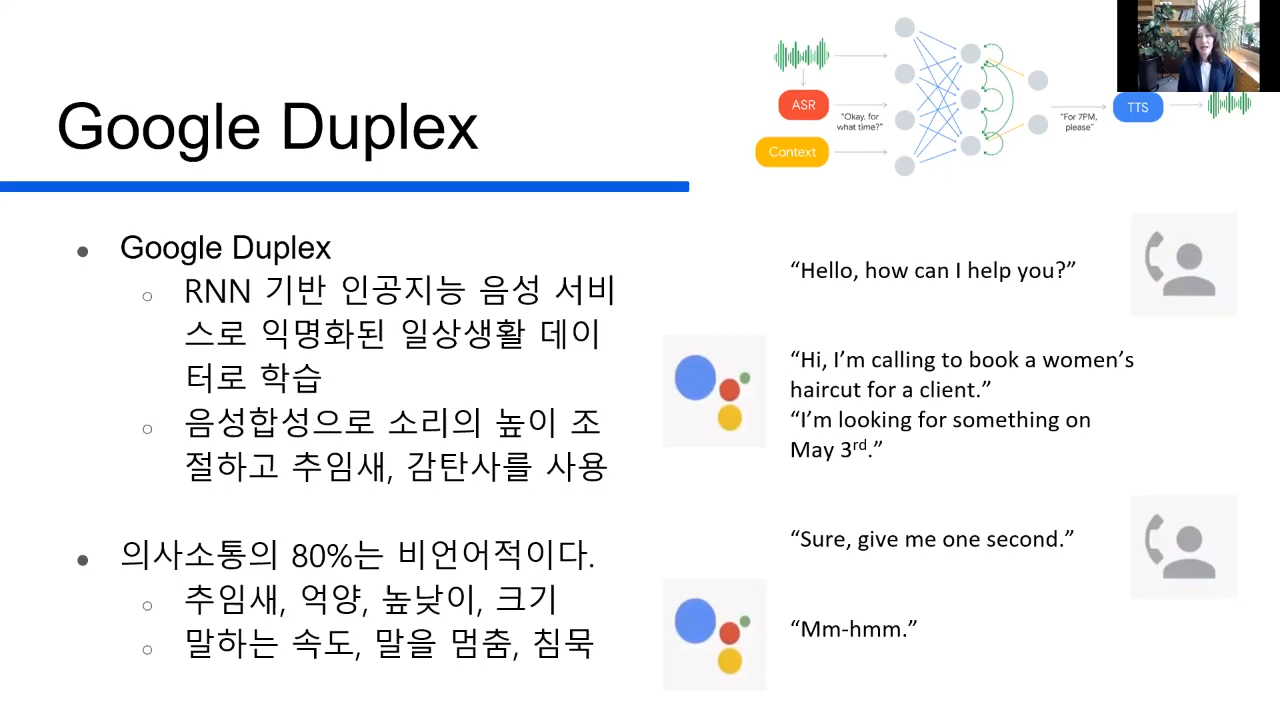 Google Duplex
ASR
Context
"Okay, for
what time?"
"For 7PM,
please"
TTS
● Google Duplex
○ RNN 기반 인공지능 음성 서비
스로 익명화된 일상생활 데이
터로 학습
○ 음성합성으로 소리의 높이 조
절하고 추임새, 감탄사를 사용
● 의사소통의 80%는 비언어적이다.
○ 추임새, 억양, 높낮이, 크기
○ 말하는 속도, 말을 멈춤, 침묵
“Hello, how can I help you?”
“Hi, I’m calling to book a women’s
haircut for a client.”
“I’m looking for something on
May 3rd.”
“Sure, give me one second.”
“Mm-hmm.”